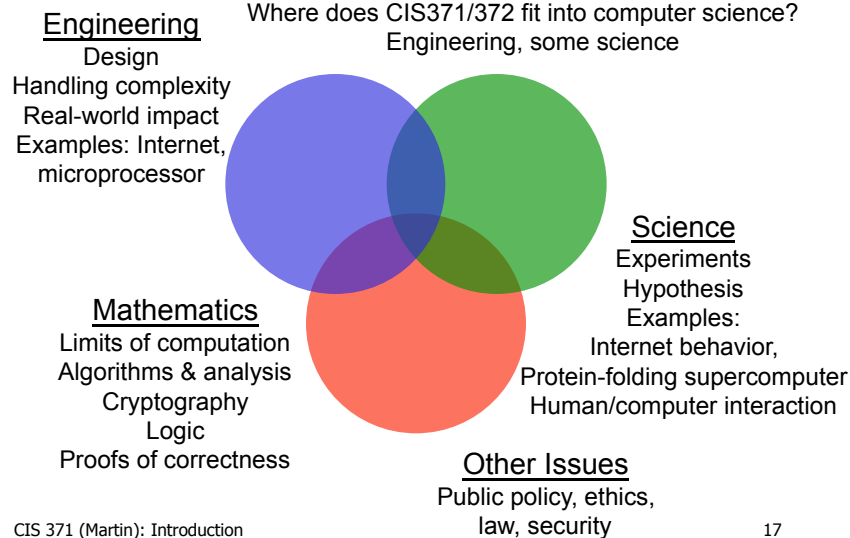 Where does CIS371/372 fit into computer science?
Engineering, some science
Engineering
Design
Handling complexity
Real-world impact
Examples: Internet,
microprocessor
Science
Experiments
Hypothesis
Examples:
Internet behavior,
Protein-folding supercomputer
Human/computer interaction
Mathematics
Limits of computation
Algorithms & analysis
Cryptography
Logic
Proofs of correctness
Other Issues
Public policy, ethics,
law, security
CIS 371 (Martin): Introduction
17